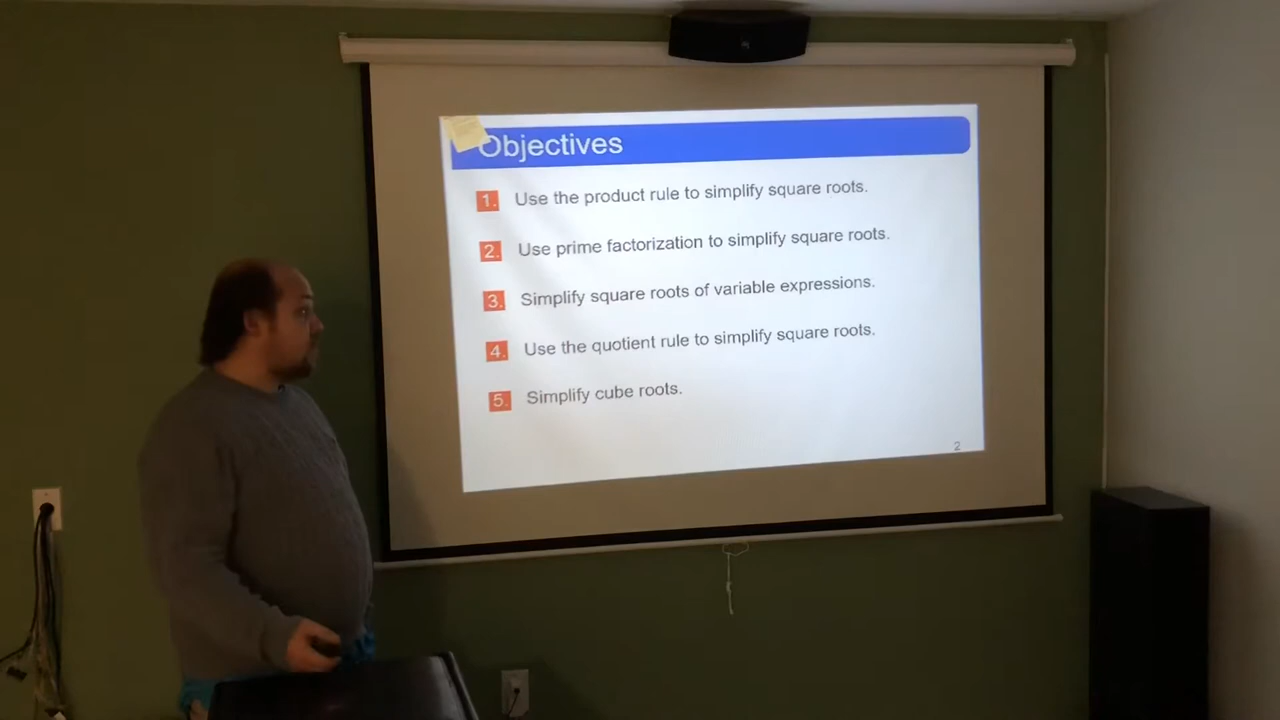 Objectives
1. Use the product rule to simplify square roots.
2. Use prime factorization to simplify square roots.
3. Simplify square roots of variable expressions.
4. Use the quotient rule to simplify square roots.
5. Simplify cube roots.
2